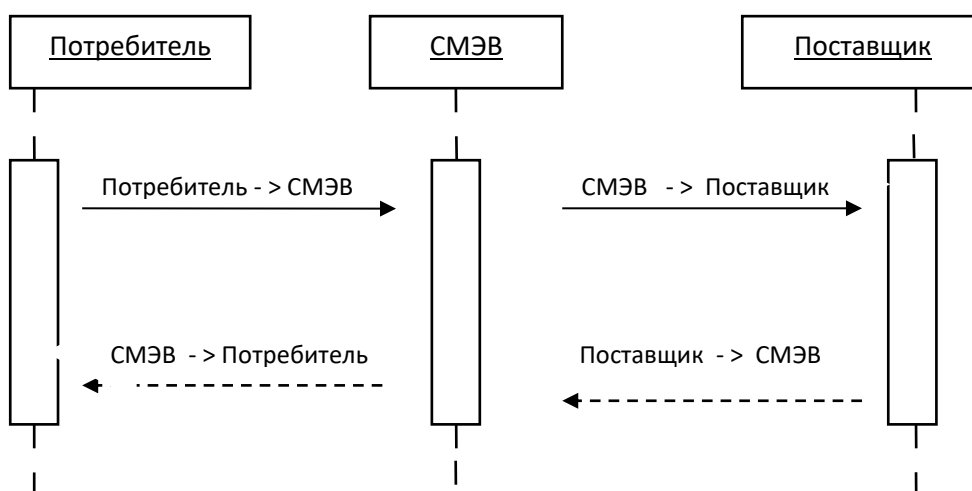 Потребитель
СМЭВ
Поставщик
Потребитель - > СМЭВ
СМЭВ - > Поставщик
СМЭВ - > Потребитель
Поставщик - > СМЭВ